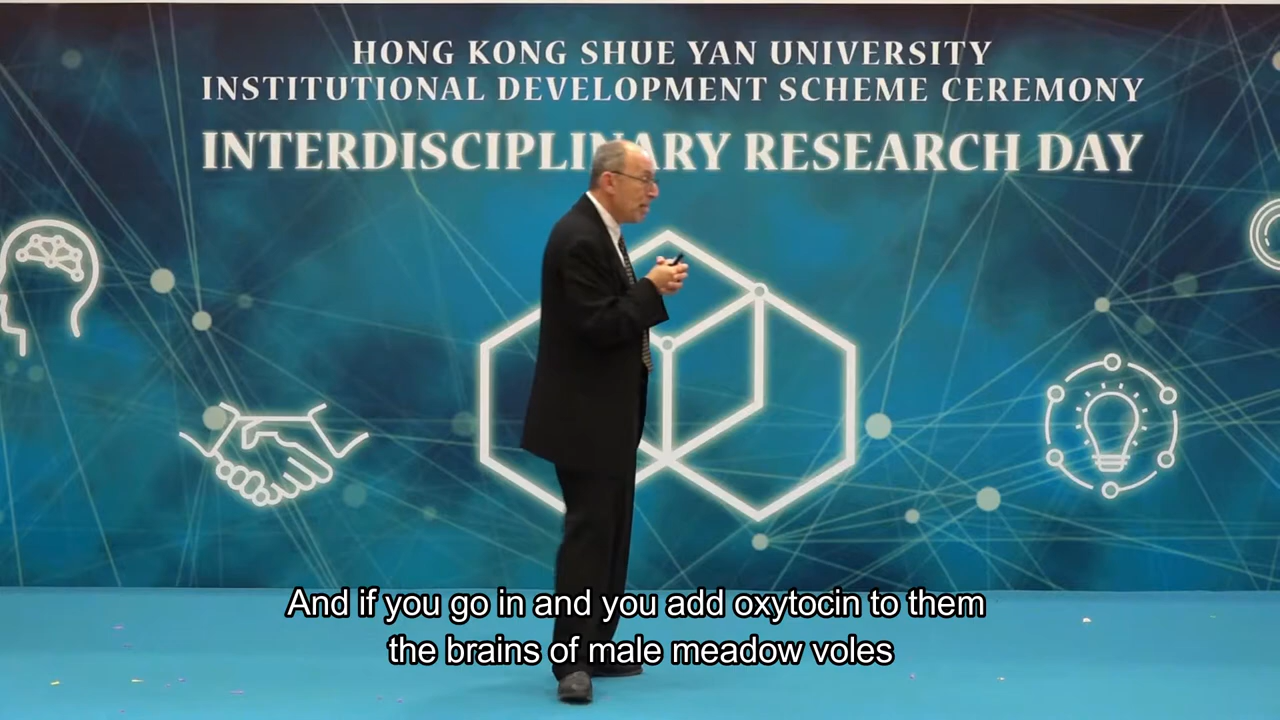 HONG KONG SHUE YAN UNIVERSITY
INSTITUTIONAL DEVELOPMENT SCHEME CEREMONY
INTERDISCIPLINARY RESEARCH DAY
And if you go in and you add oxytocin to them
the brains of male meadow voles